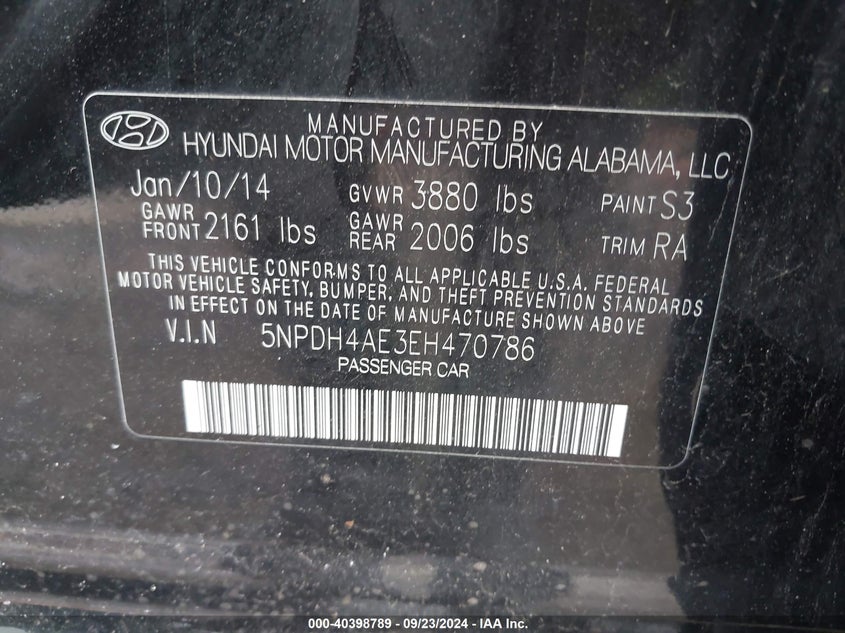 MANUFACTURED BY
HYUNDAI MOTOR MANUFACTURING ALABAMA, LLC
Jan/10/14 GVWR 3880 lbs PAINT S3
GAWR FRONT 2161 lbs GAWR REAR 2006 lbs TRIM RA
THIS VEHICLE CONFORMS TO ALL APPLICABLE U.S.A. FEDERAL
MOTOR VEHICLE SAFETY, BUMPER, AND THEFT PREVENTION STANDARDS
IN EFFECT ON THE DATE OF MANUFACTURE SHOWN ABOVE
V.I.N 5NPDH4AE3EH470786
PASSENGER CAR
000-40398789 - 09/23/2024 - IAA Inc.